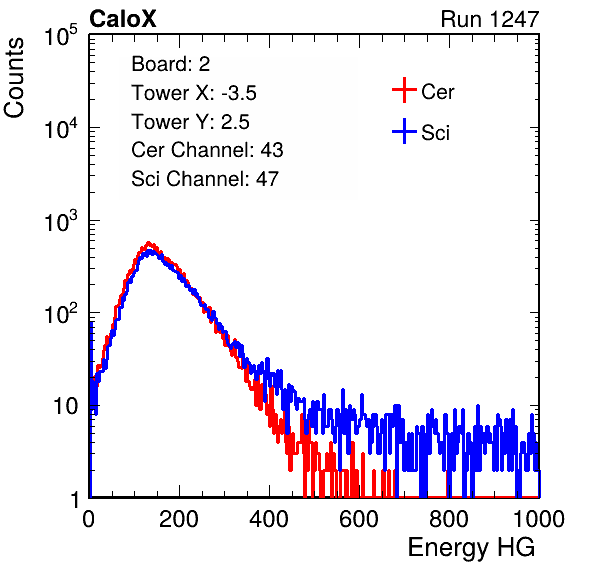 CaloX Run 1247
Counts
Board: 2
Tower X: -3.5
Tower Y: 2.5
Cer Channel: 43
Sci Channel: 47
Cer
Sci
10^5
10^4
10^3
10^2
10
1
0 200 400 600 800 1000
Energy HG